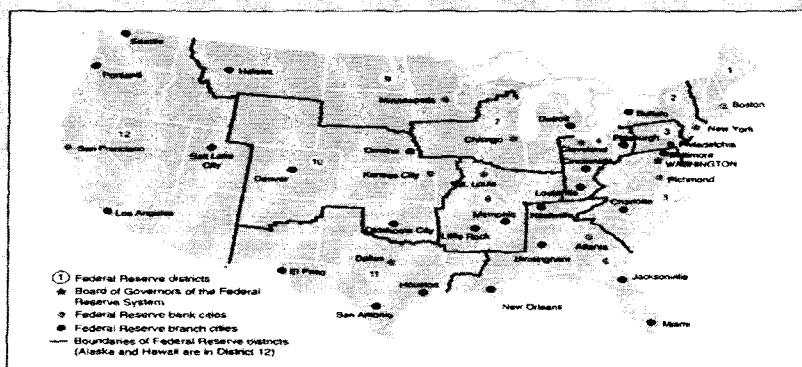 Seattle
Portland
Helena
9
1
Minneapolis
2
Boston
7
Detroit
Buffalo
12
Chicago
4
3
New York
San Francisco
Salt Lake City
Omaha
Pittsburgh
Philadelphia
10
Denver
Baltimore
WASHINGTON
Kansas City
St. Louis
Richmond
Louisville
Los Angeles
Memphis
Nashville
Charlotte
Oklahoma City
Little Rock
Dallas
Birmingham
Atlanta
El Paso
11
Houston
Jacksonville
San Antonio
New Orleans
Miami
1 Federal Reserve districts
Board of Governors of the Federal
Reserve System
Federal Reserve bank cities
Federal Reserve branch cities
Boundaries of Federal Reserve districts
(Alaska and Hawaii are in District 12)